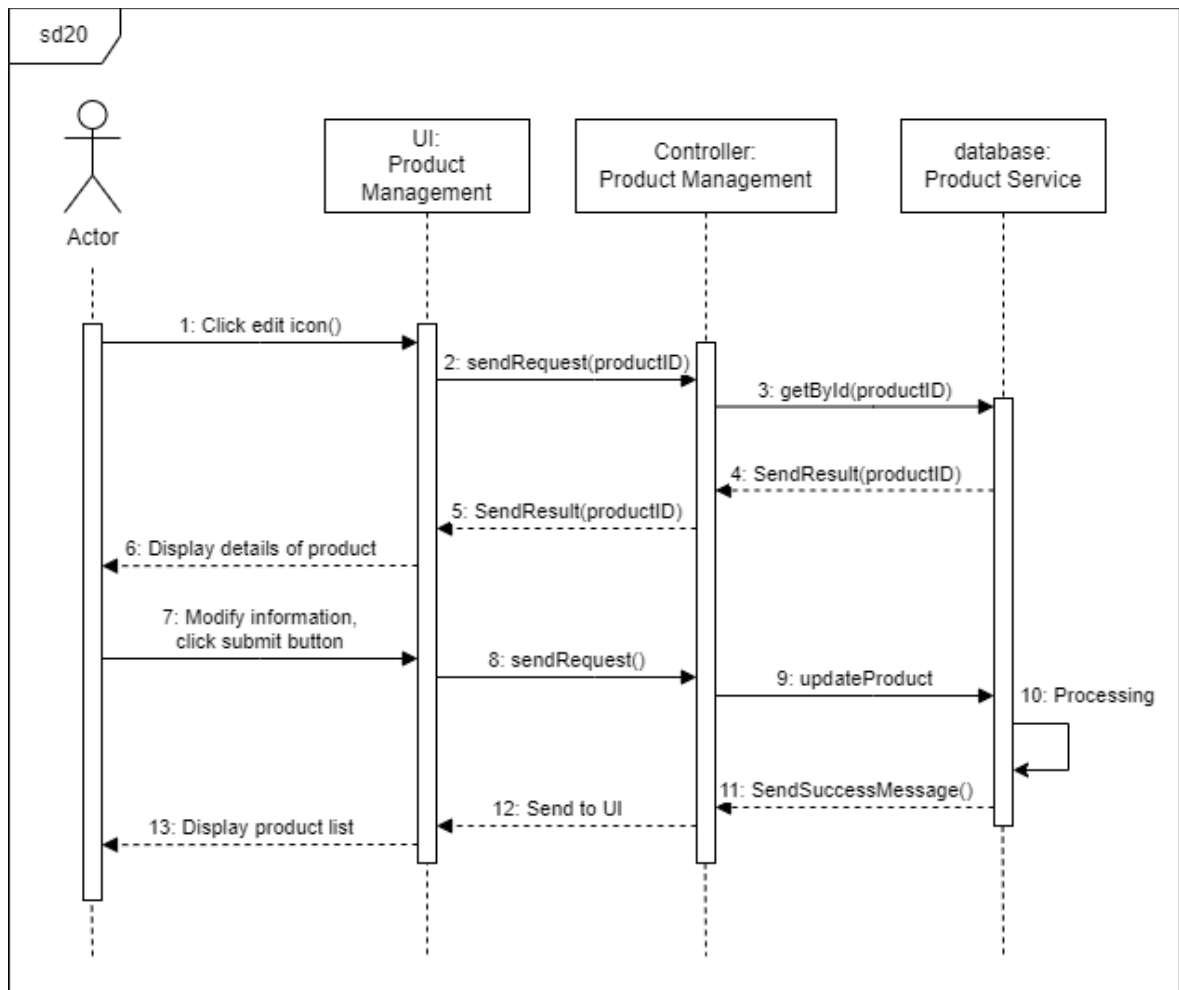 sd20
UI:
Product
Management
Controller:
Product Management
database:
Product Service
Actor
1: Click edit icon()
2: sendRequest(productID)
3: getById(productID)
4: SendResult(productID)
5: SendResult(productID)
6: Display details of product
7: Modify information,
click submit button
8: sendRequest()
9: updateProduct
10: Processing
11: SendSuccessMessage()
12: Send to UI
13: Display product list